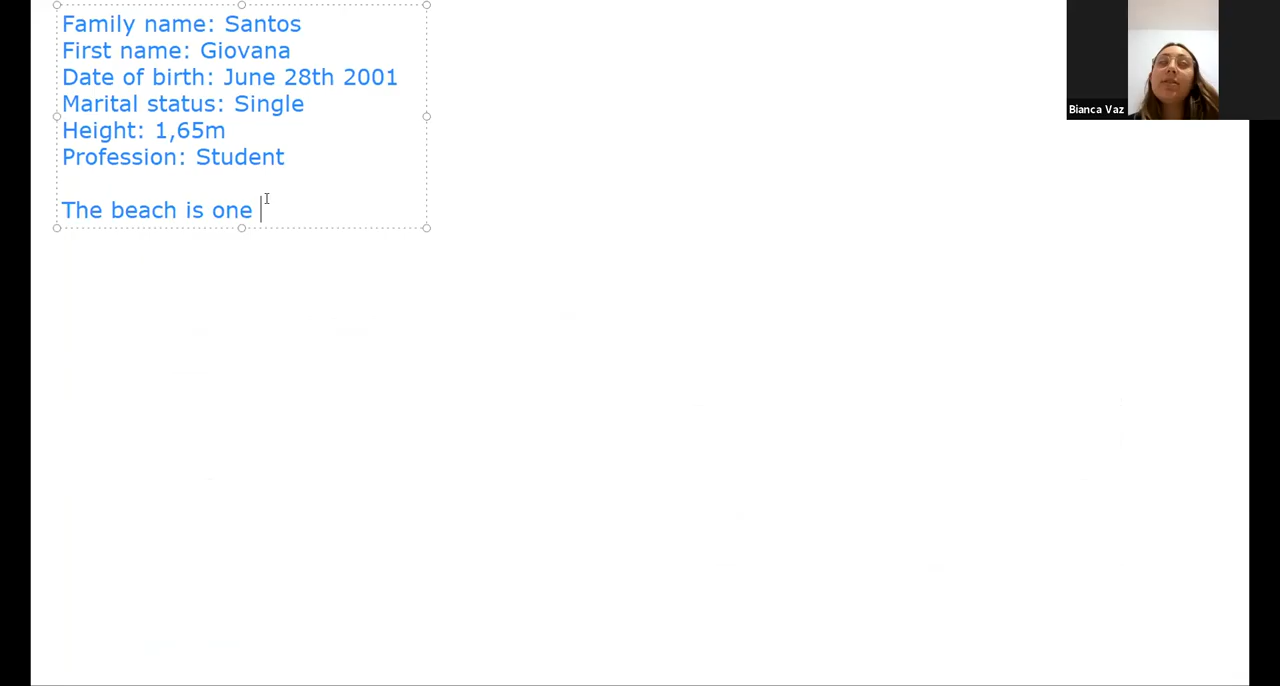 Family name: Santos
First name: Giovana
Date of birth: June 28th 2001
Marital status: Single
Height: 1,65m
Profession: Student
The beach is one
Bianca Vaz